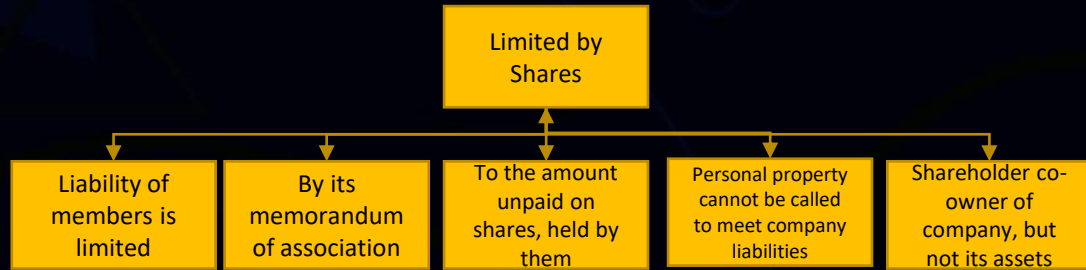 Limited by
Shares
Liability of
members is
limited
By its
memorandum
of association
To the amount
unpaid on
shares, held by
them
Personal property
cannot be called
to meet company
liabilities
Shareholder co-
owner of
company, but
not its assets